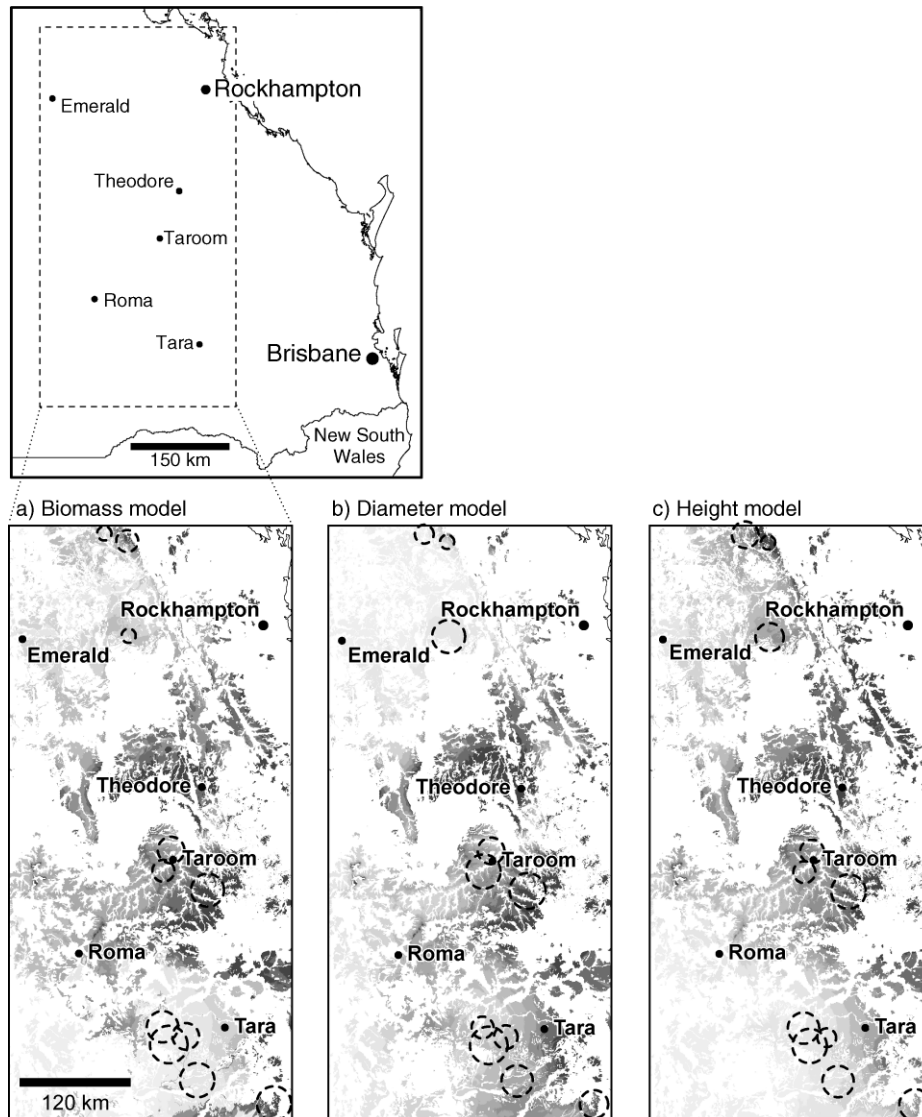 Rockhampton
Emerald
Theodore
Taroom
Roma
Tara
Brisbane
New South
Wales
150 km
a) Biomass model
b) Diameter model
c) Height model
Rockhampton
Emerald
Theodore
Taroom
Roma
Tara
120 km
Rockhampton
Emerald
Theodore
Taroom
Roma
Tara
Rockhampton
Emerald
Theodore
Taroom
Roma
Tara